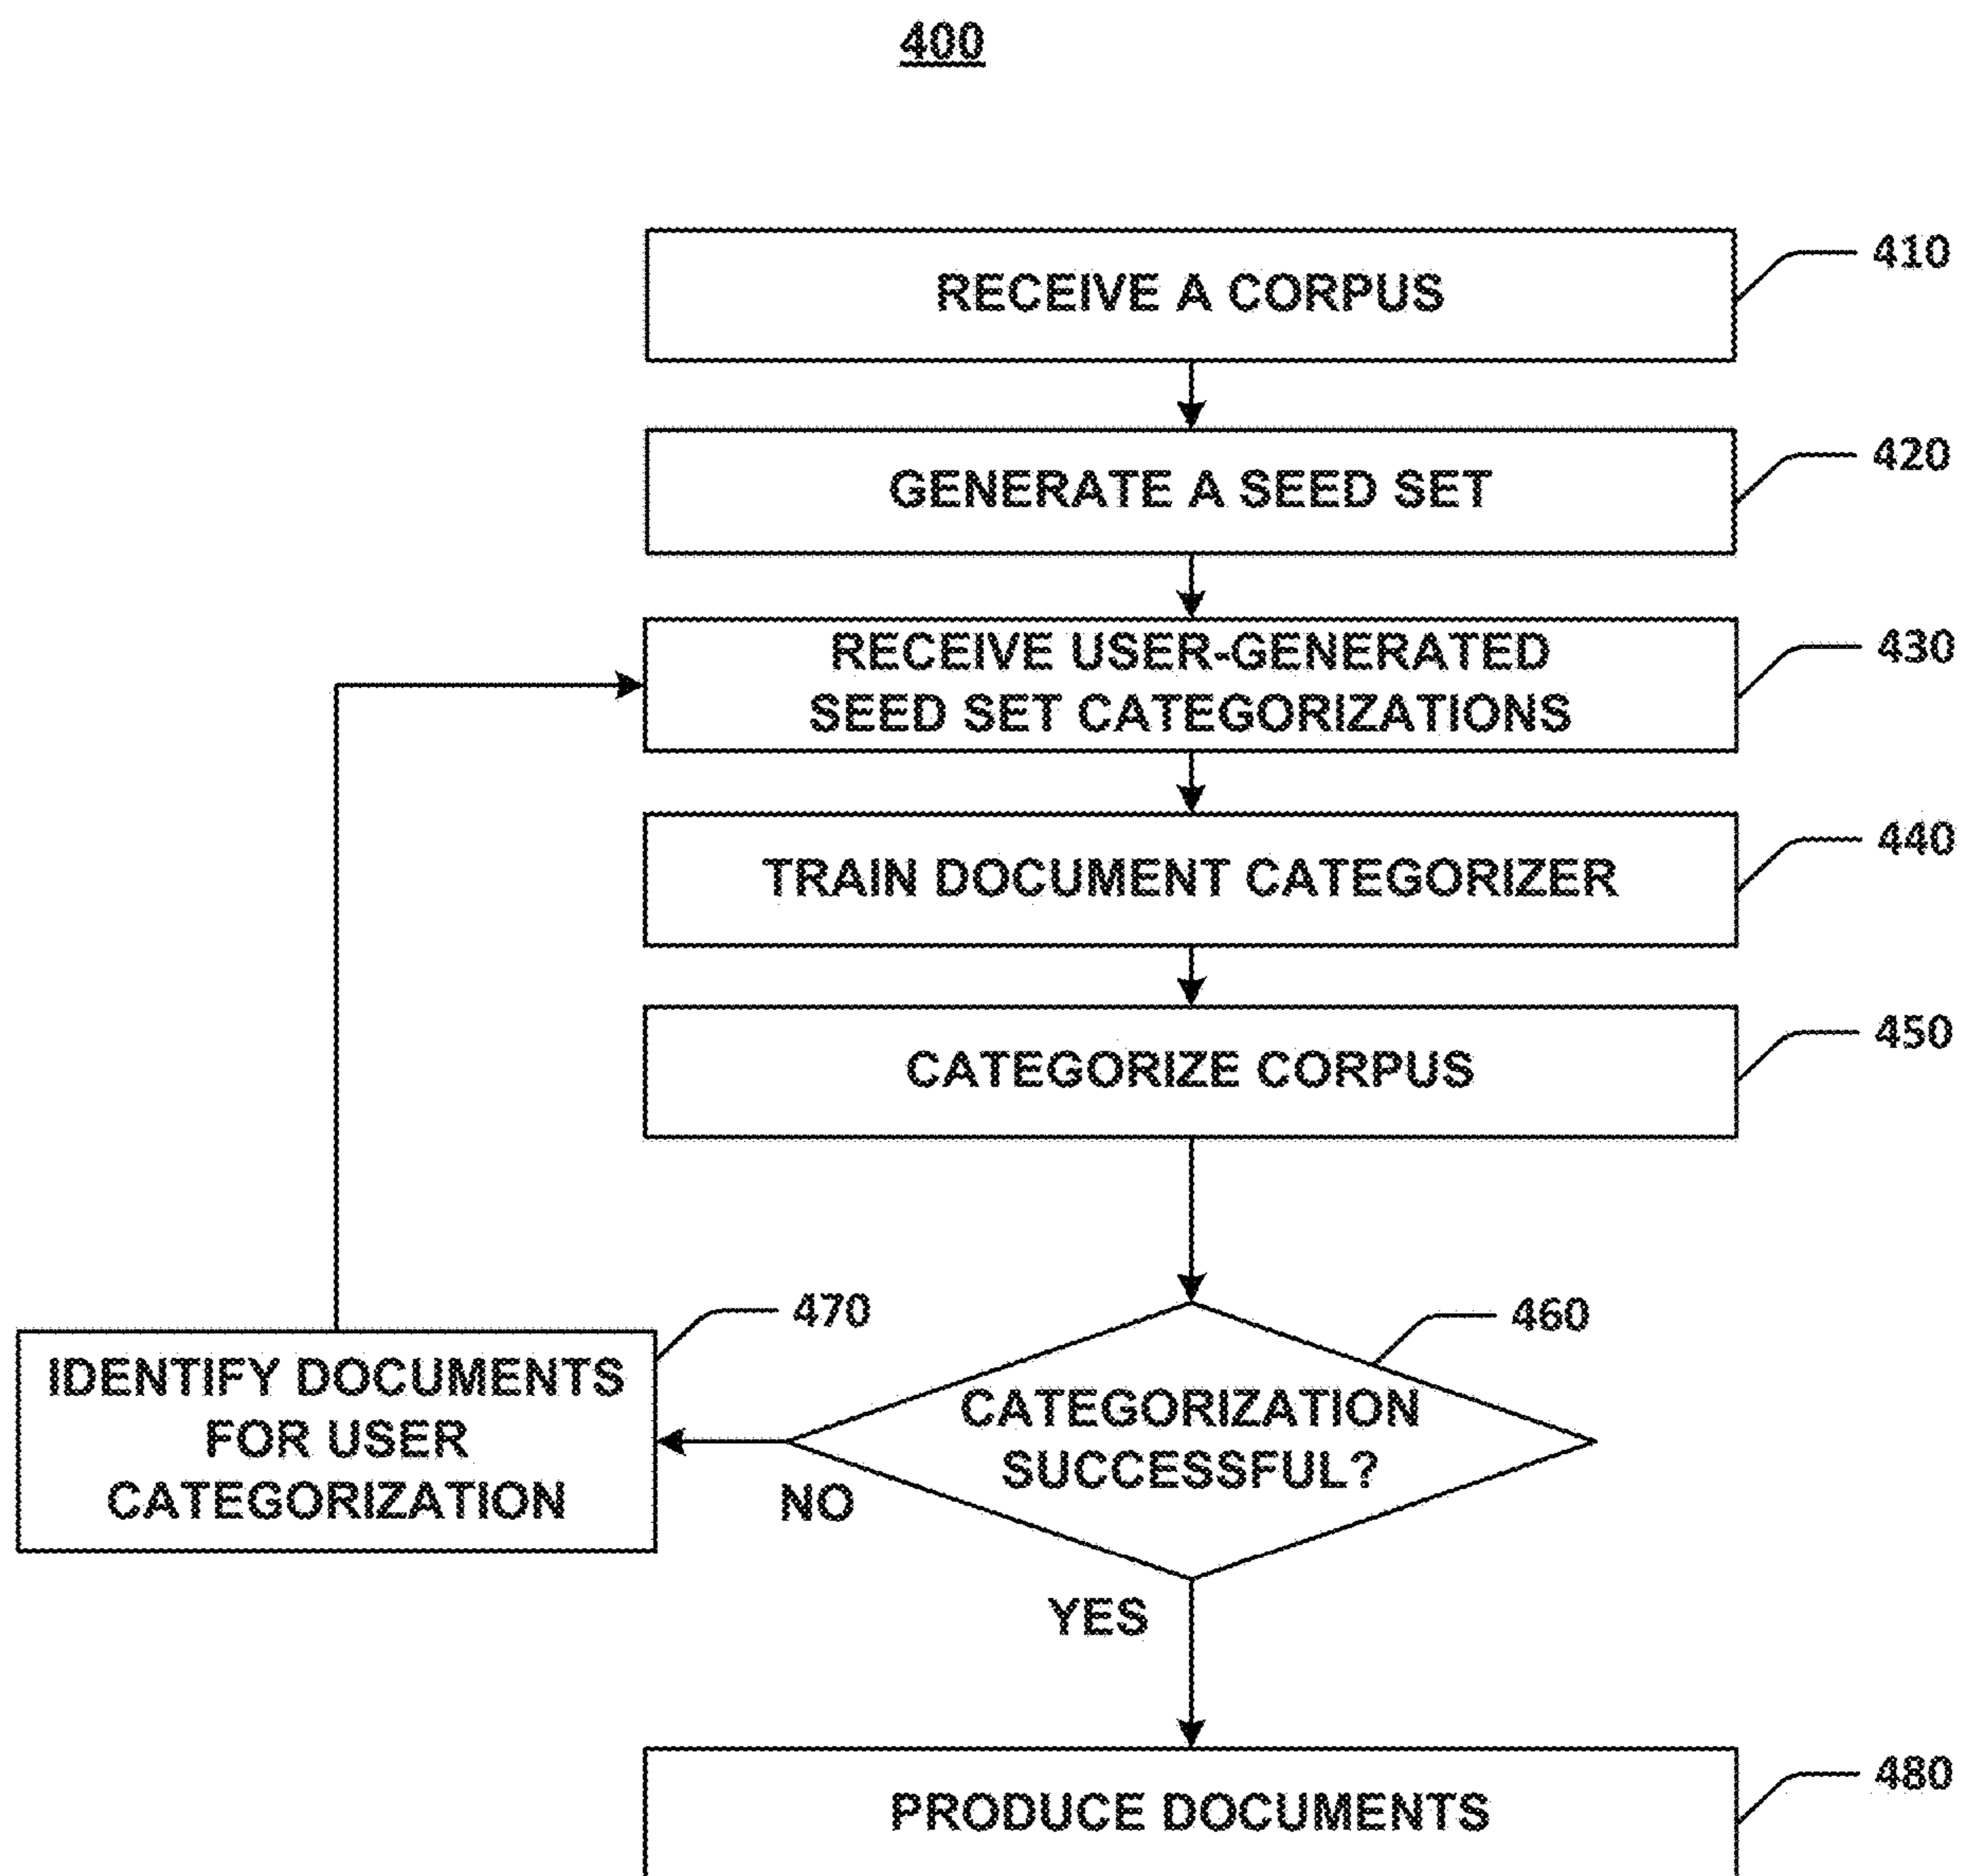 400
RECEIVE A CORPUS
410
GENERATE A SEED SET
420
RECEIVE USER-GENERATED
SEED SET CATEGORIZATIONS
430
TRAIN DOCUMENT CATEGORIZER
440
CATEGORIZE CORPUS
450
CATEGORIZATION
SUCCESSFUL?
460
NO
IDENTIFY DOCUMENTS
FOR USER
CATEGORIZATION
470
YES
PRODUCE DOCUMENTS
480